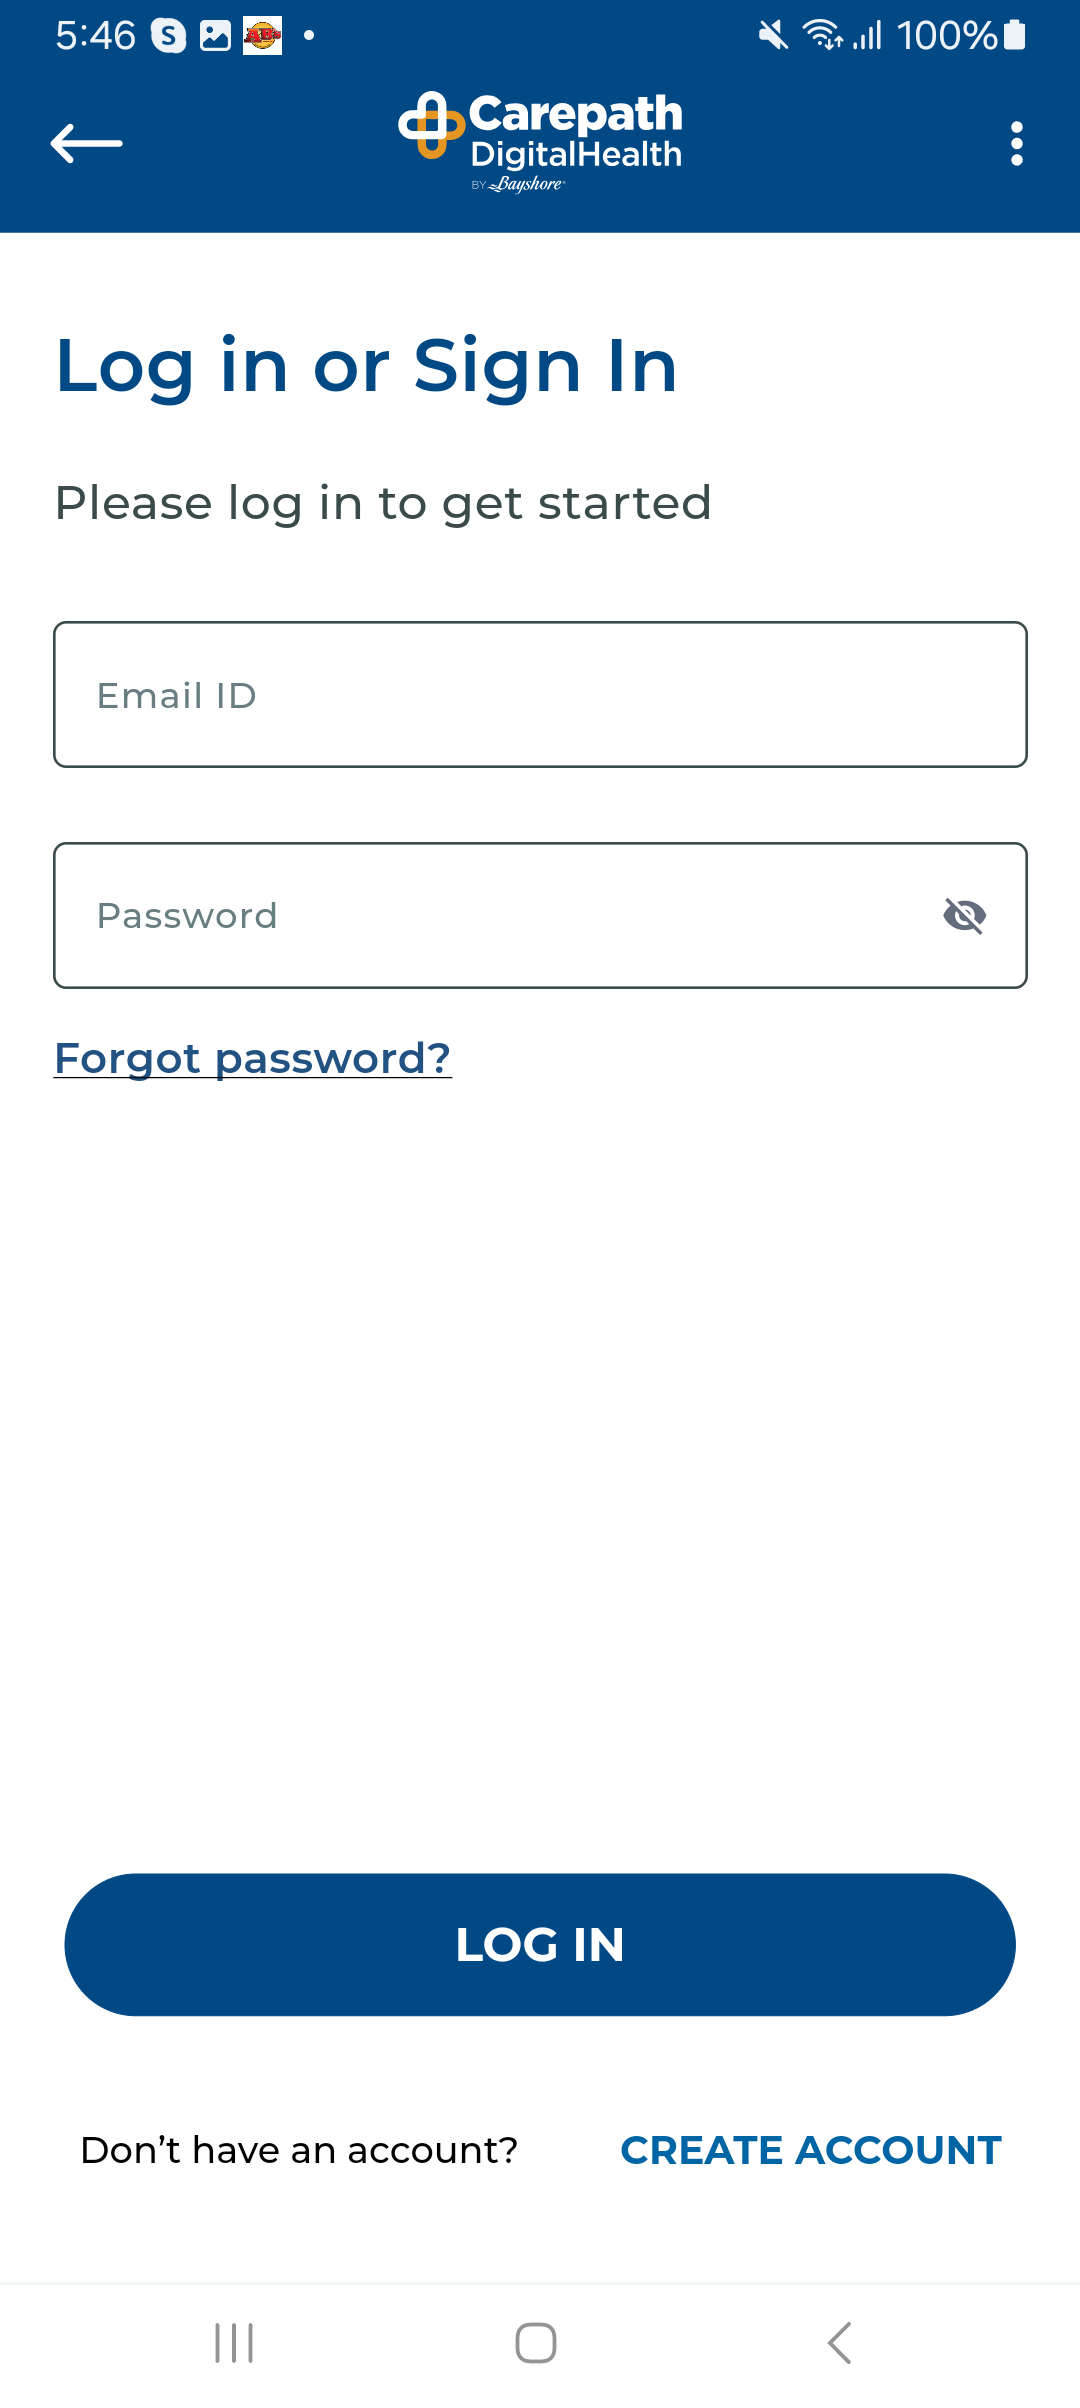 5:46 S AB's 100%
Carepath
DigitalHealth
BY Bayshore
Log in or Sign In
Please log in to get started
Email ID
Password
Forgot password?
LOG IN
Don’t have an account? CREATE ACCOUNT